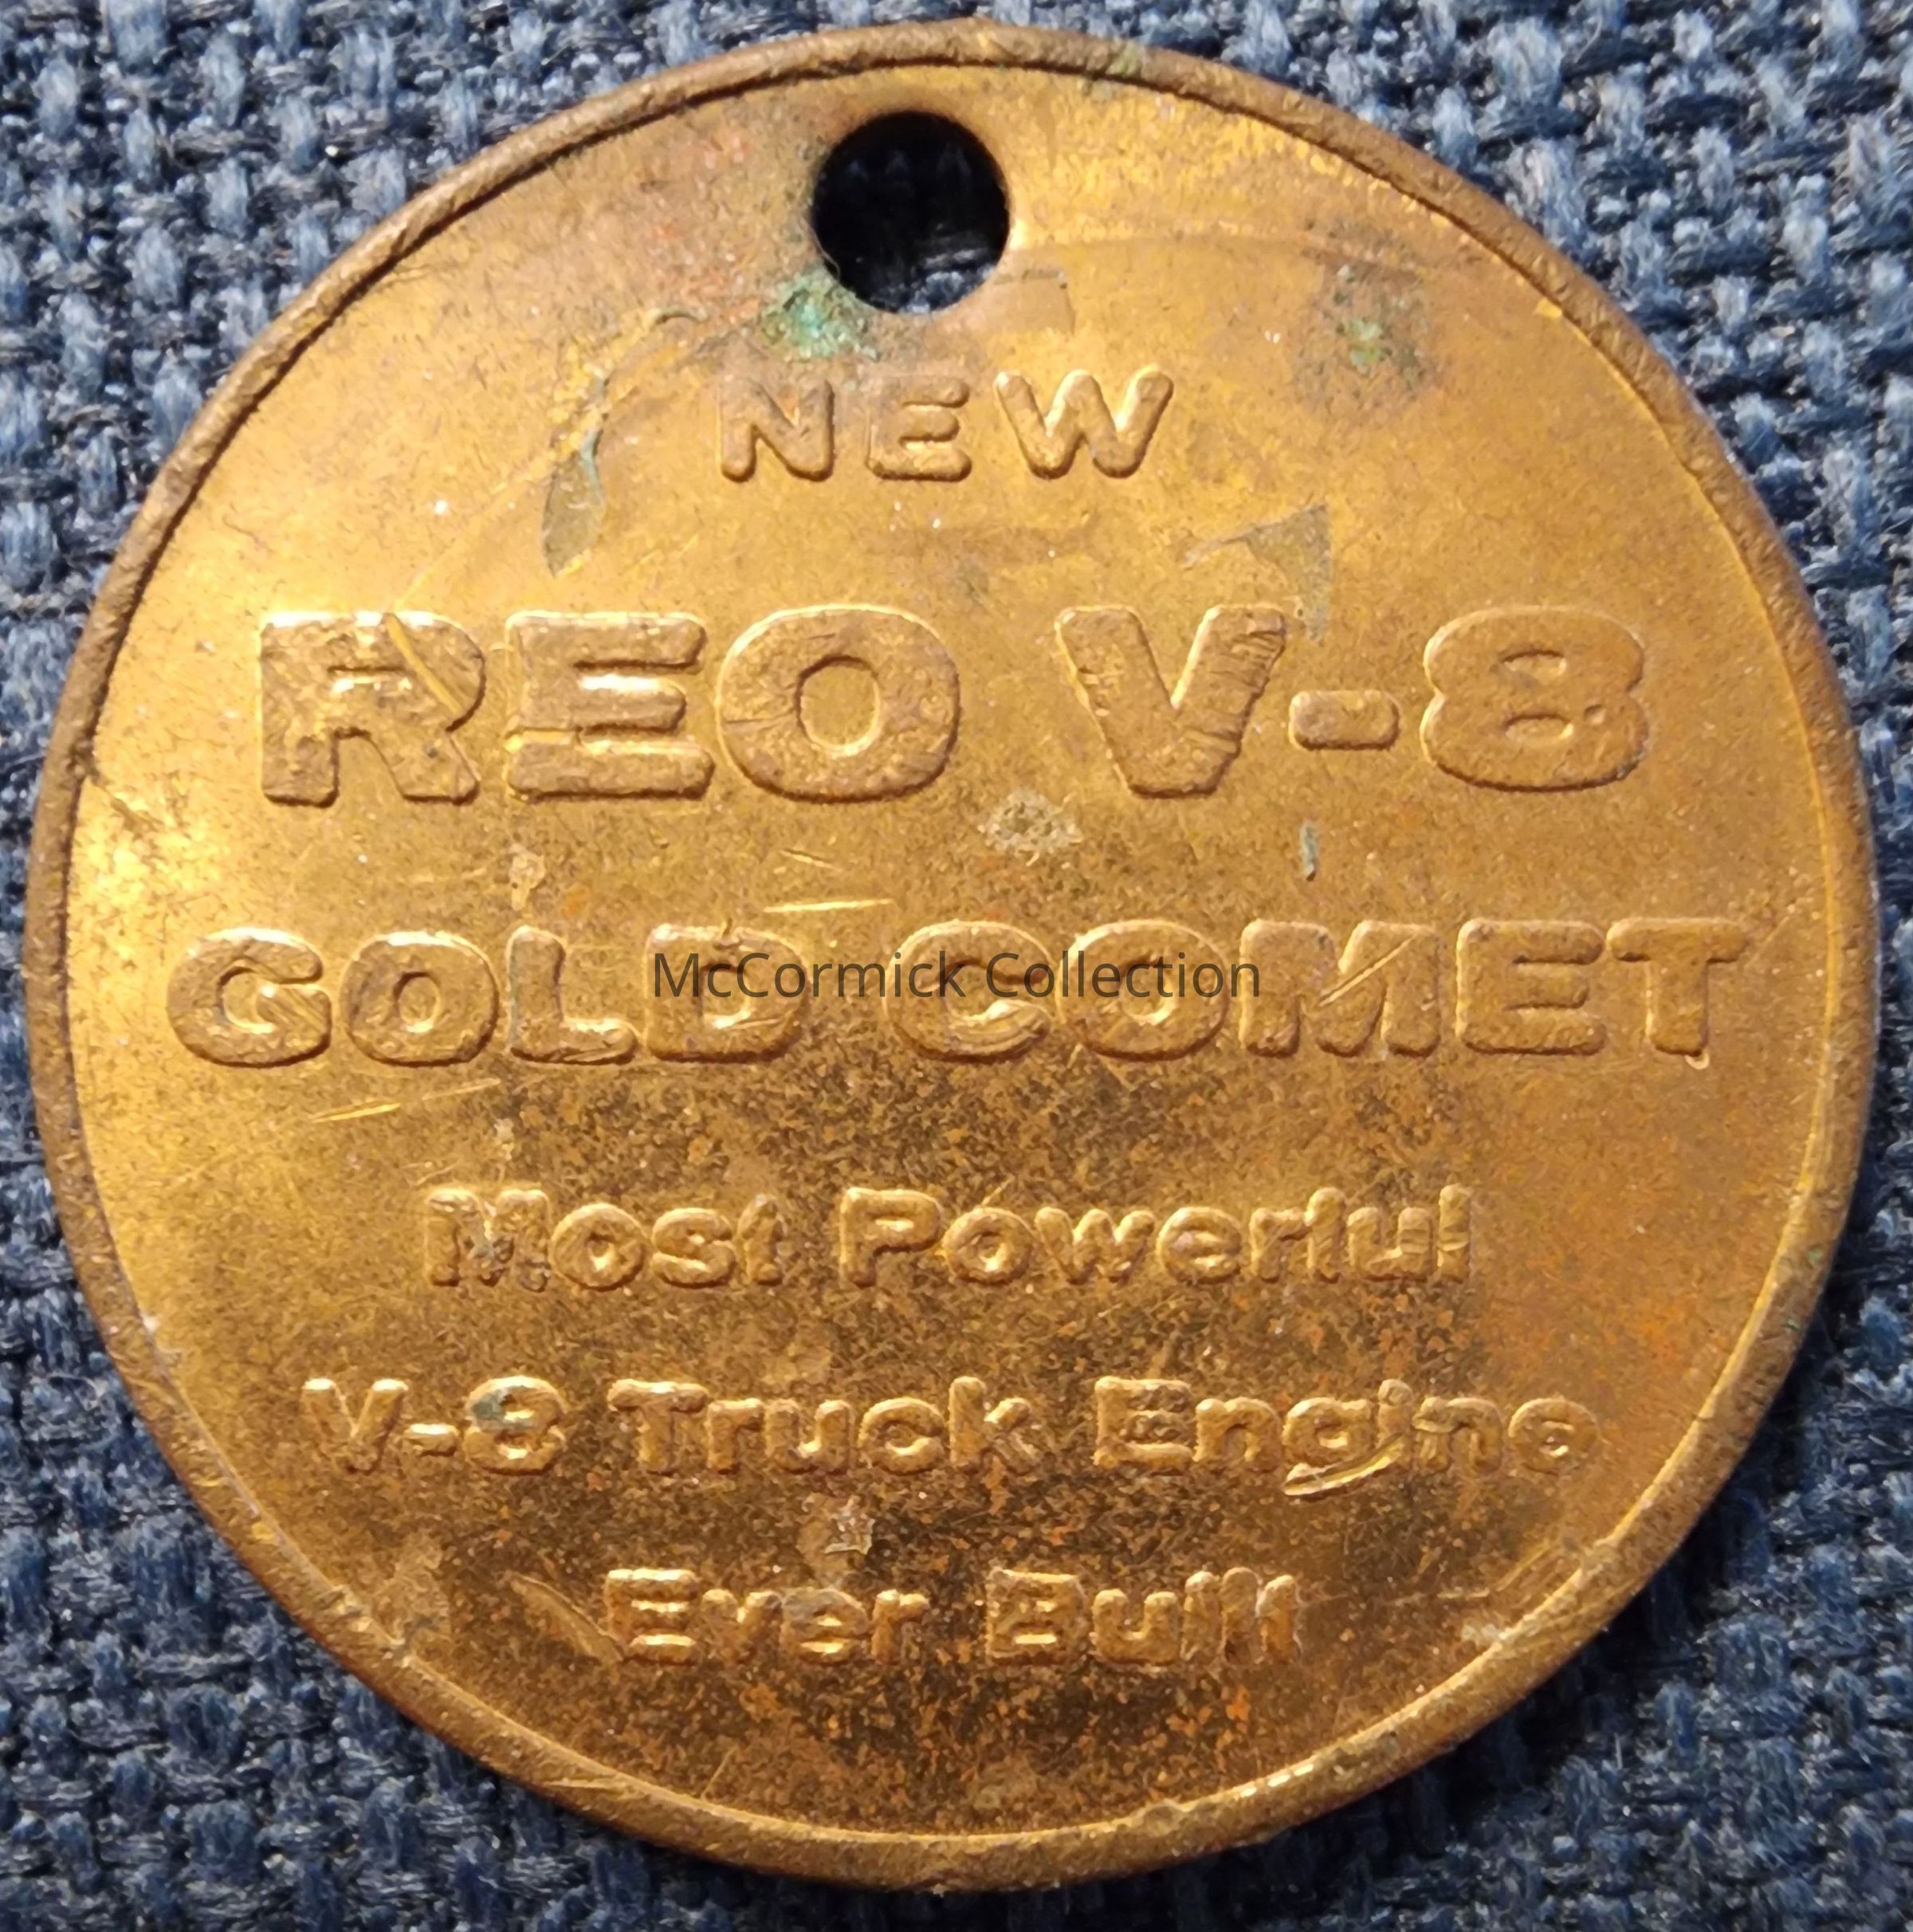 NEW
REO V-8
GOLD COMET
McCormick Collection
Most Powerful
V-8 Truck Engine
Ever Built